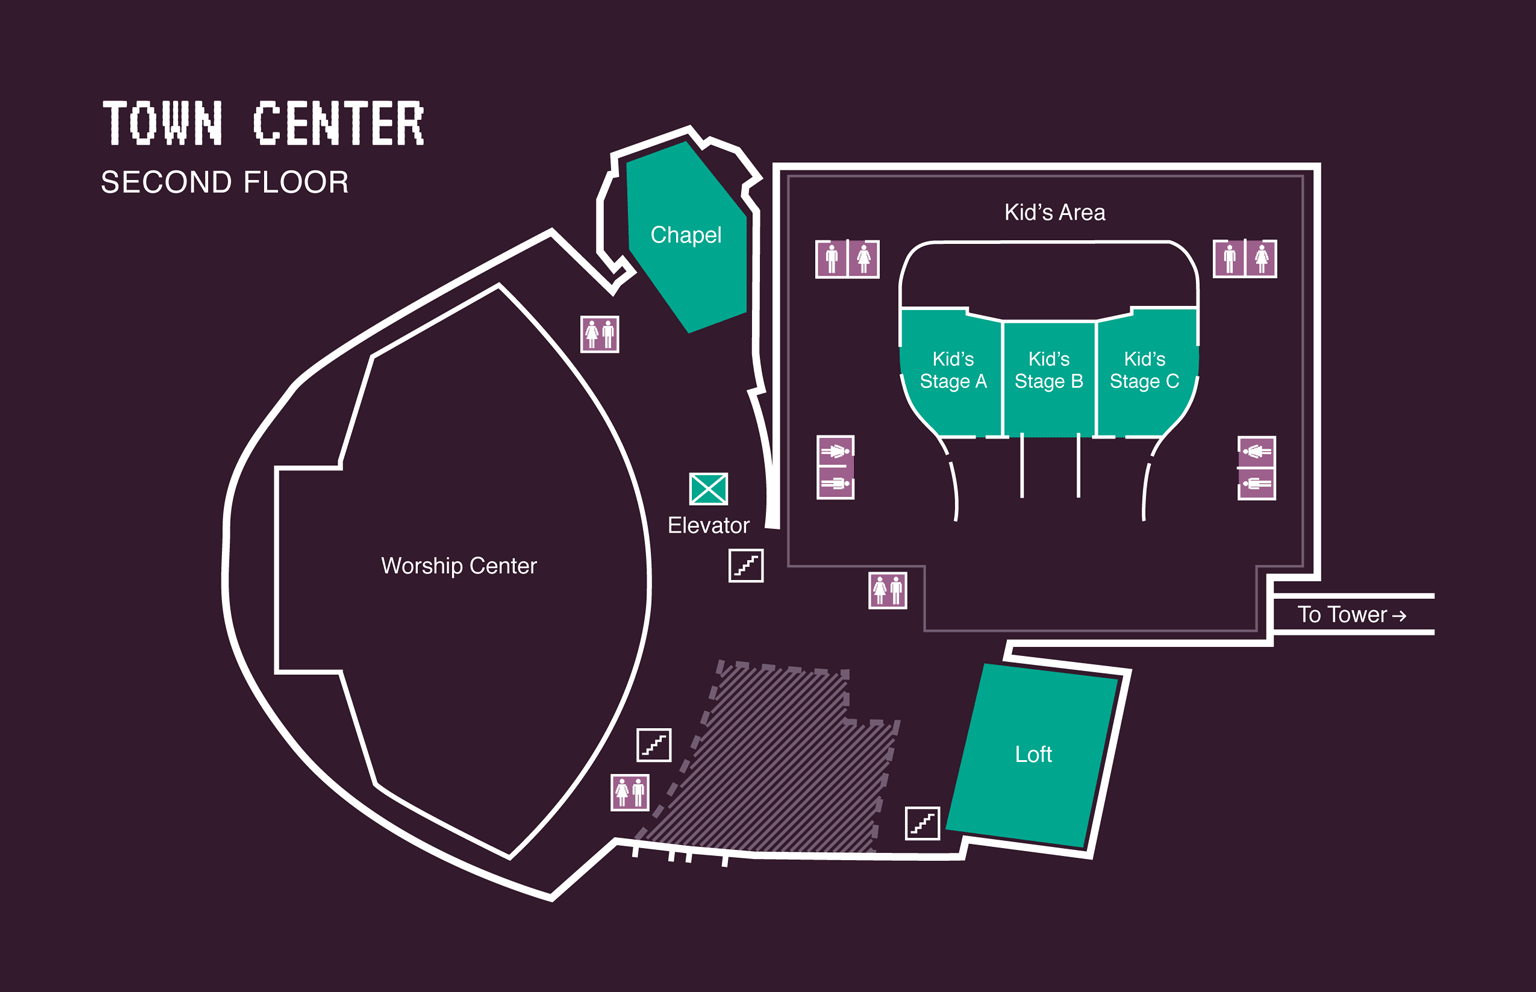 TOWN CENTER
SECOND FLOOR
Chapel
Kid's Area
Kid's
Stage A
Kid's
Stage B
Kid's
Stage C
Elevator
Worship Center
To Tower→
Loft